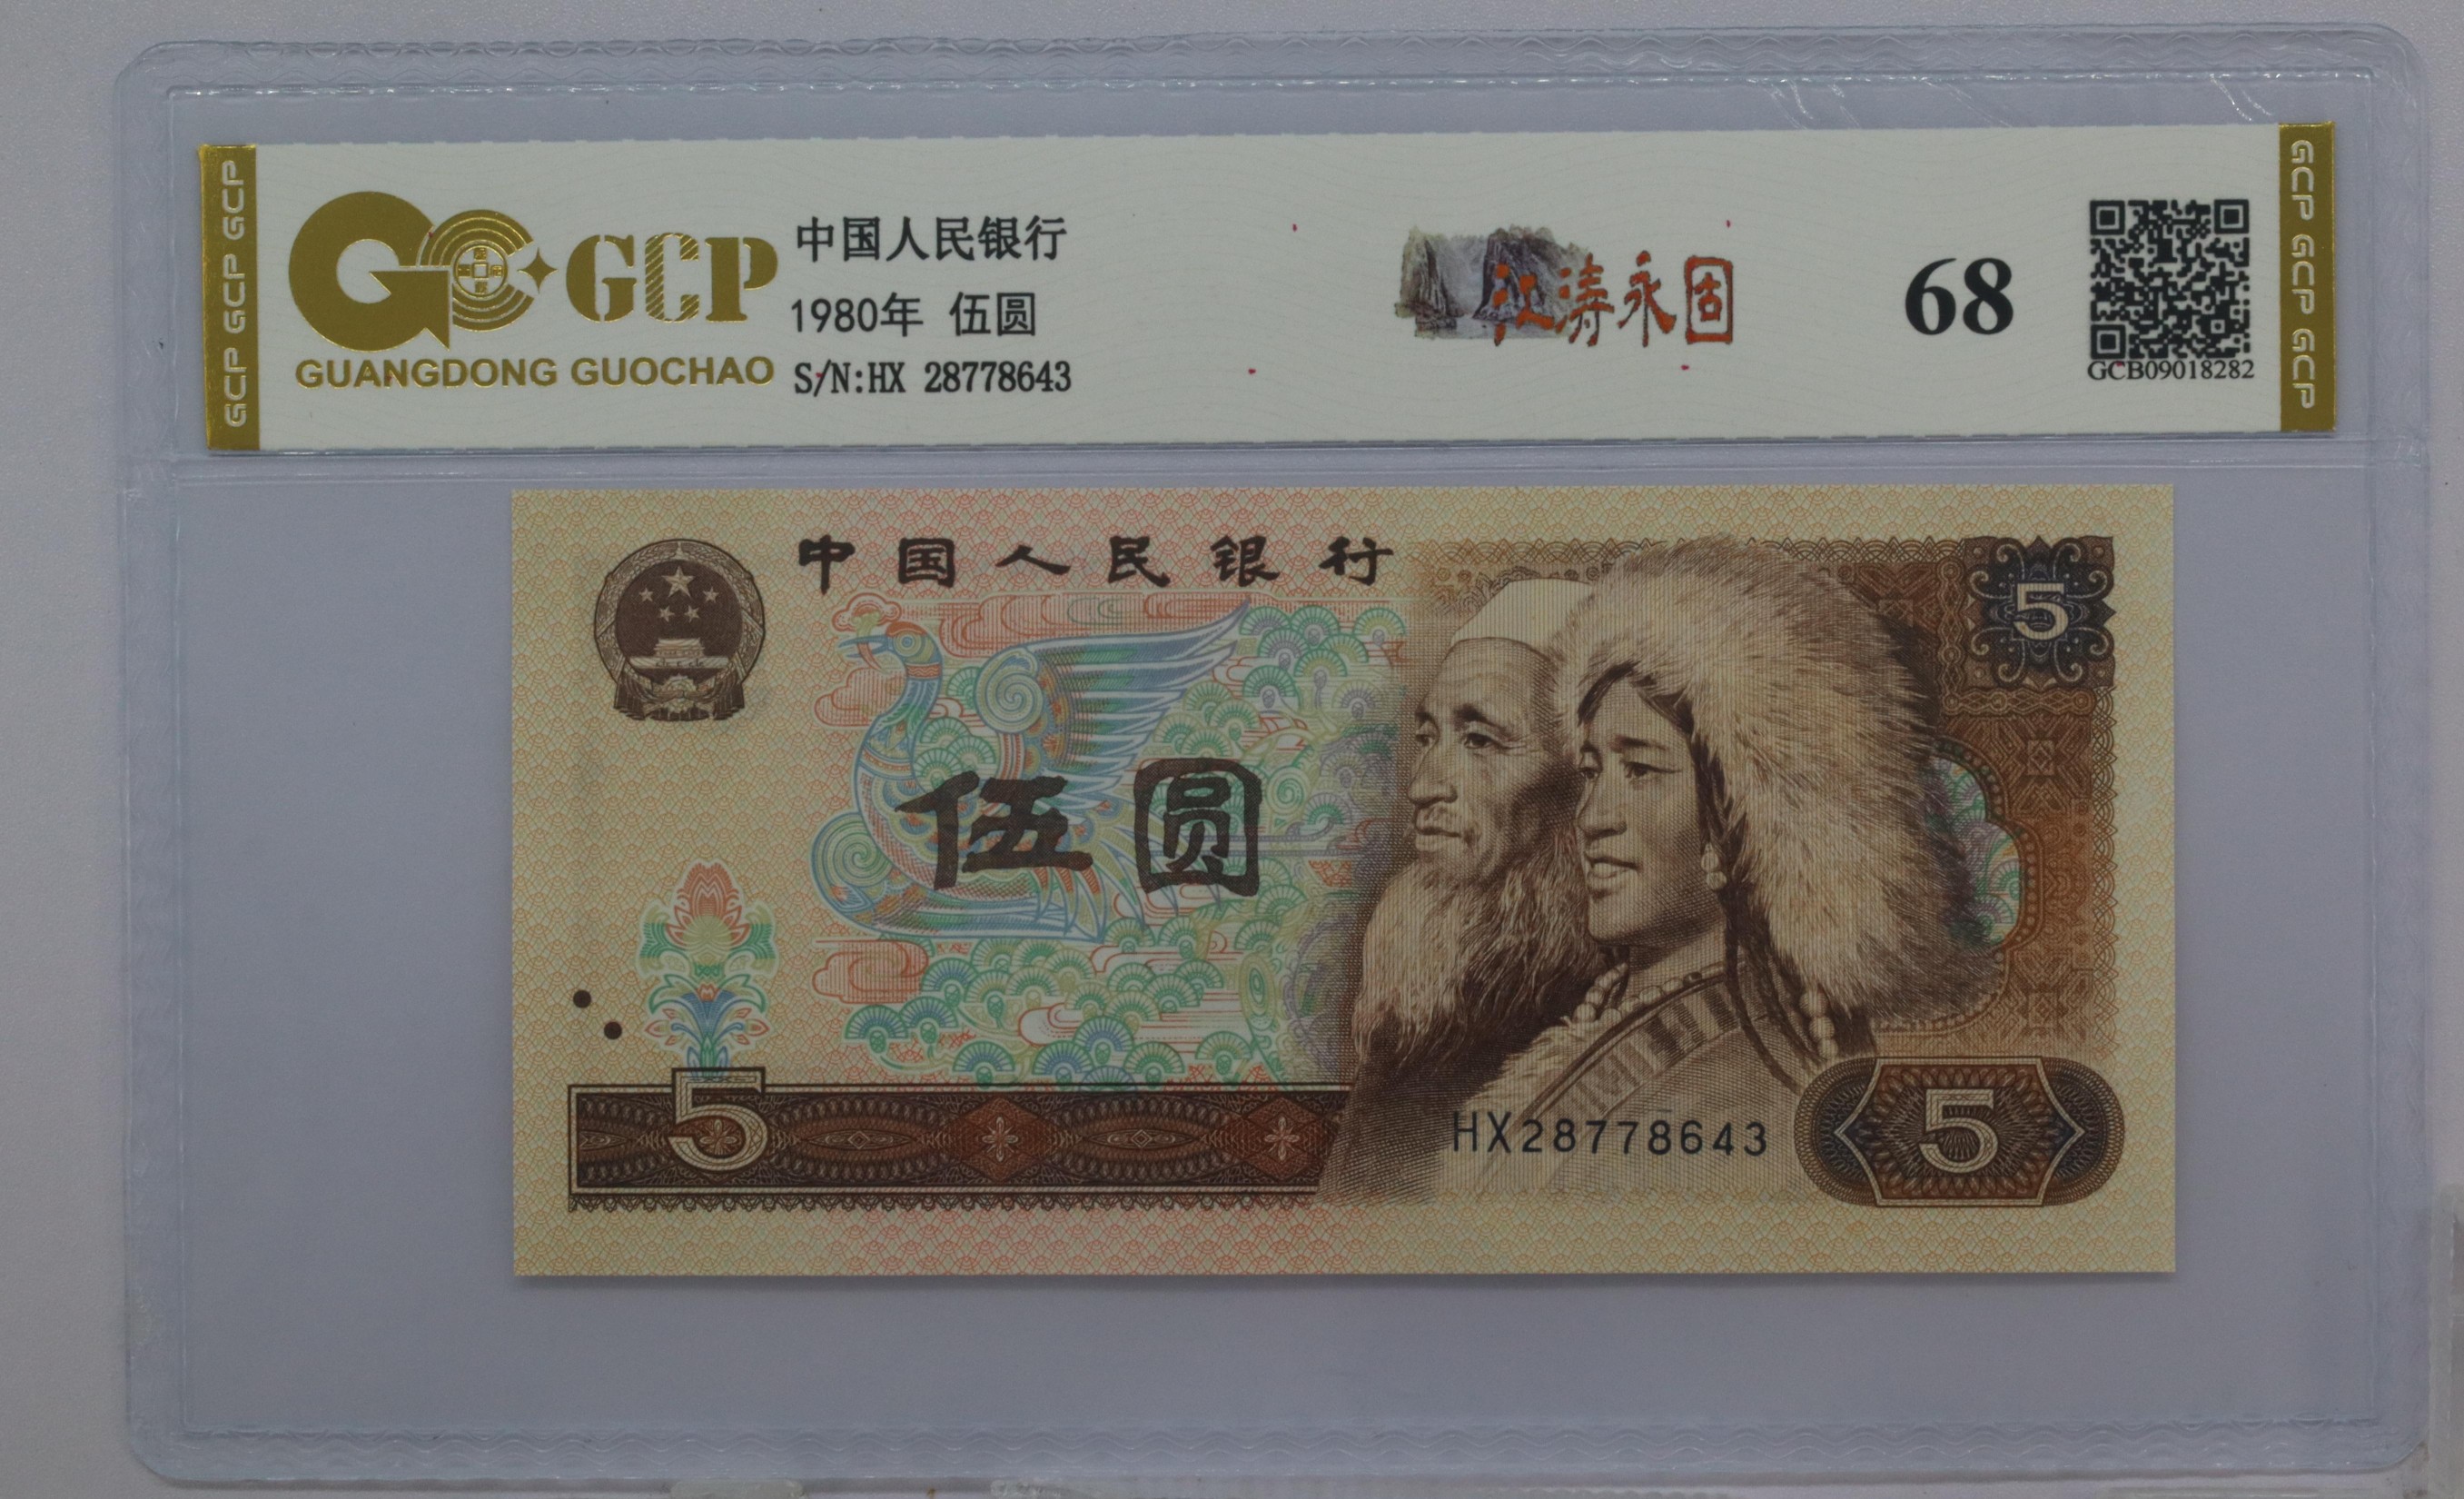 GCP GCP GCP
GCP
GUANGDONG GUOCHAO
中国人民银行
1980年 伍圆
S/N:HX 28778643
江涛永固
68
GCB09018282
GCP GCP GCP
中国人民银行
5
伍圆
5
HX28778643
5